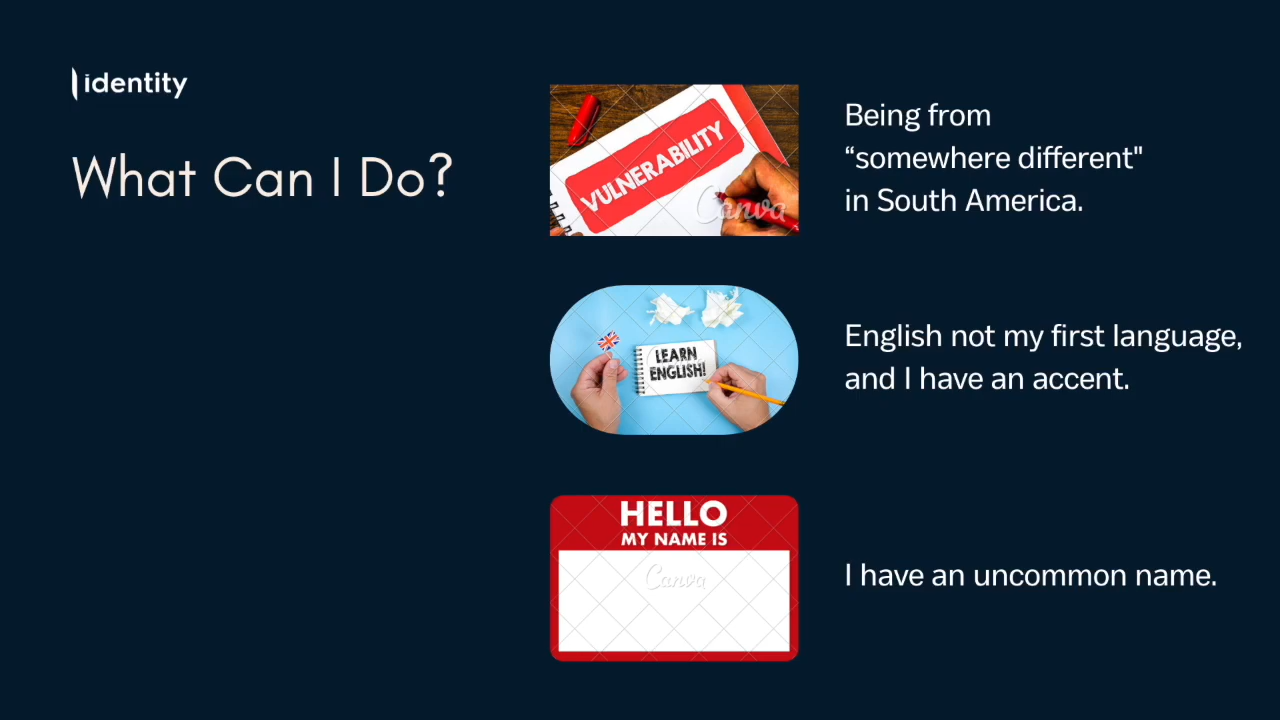 identity
What Can I Do?
VULNERABILITY
Canva
Being from
“somewhere different"
in South America.
LEARN
ENGLISH!
English not my first language,
and I have an accent.
HELLO
MY NAME IS
Canva
I have an uncommon name.